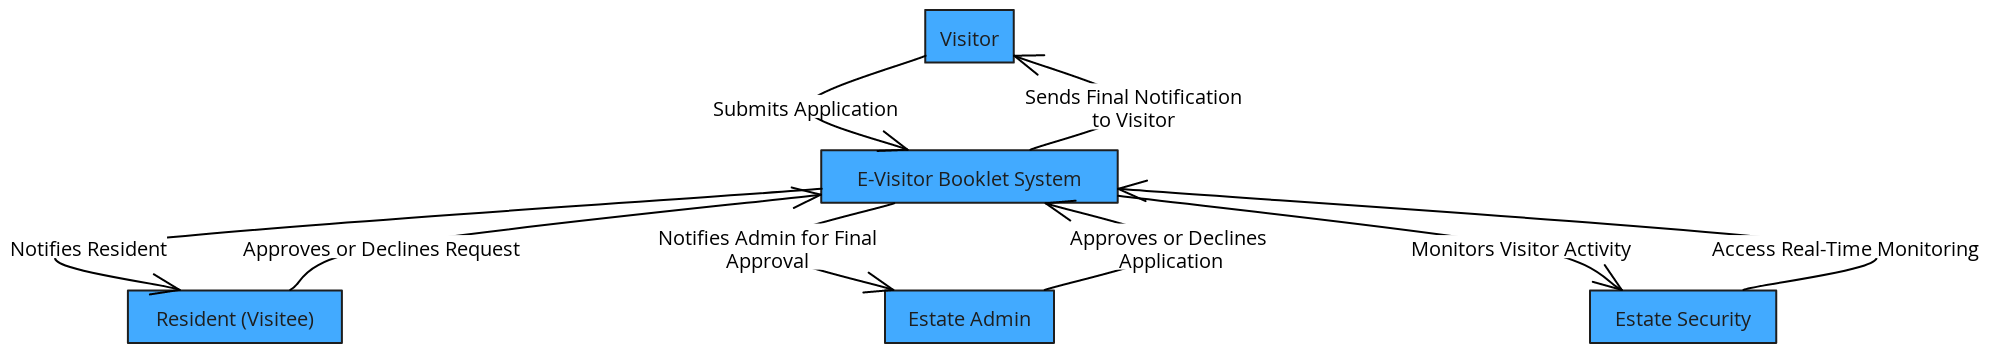 Visitor
Submits Application
Sends Final Notification
to Visitor
E-Visitor Booklet System
Notifies Resident
Approves or Declines Request
Notifies Admin for Final
Approval
Approves or Declines
Application
Monitors Visitor Activity
Access Real-Time Monitoring
Resident (Visitee)
Estate Admin
Estate Security